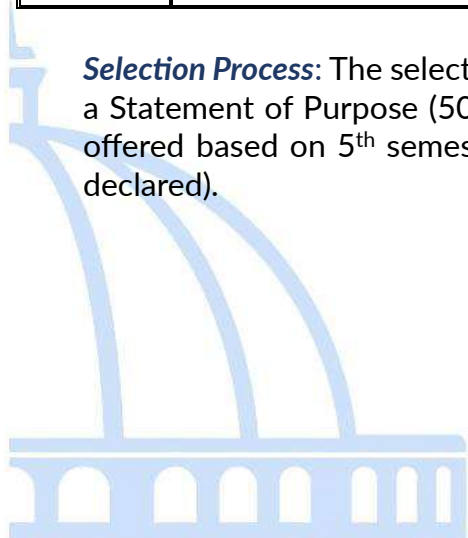 Selection Process: The select
a Statement of Purpose (50
offered based on 5th semes
declared).